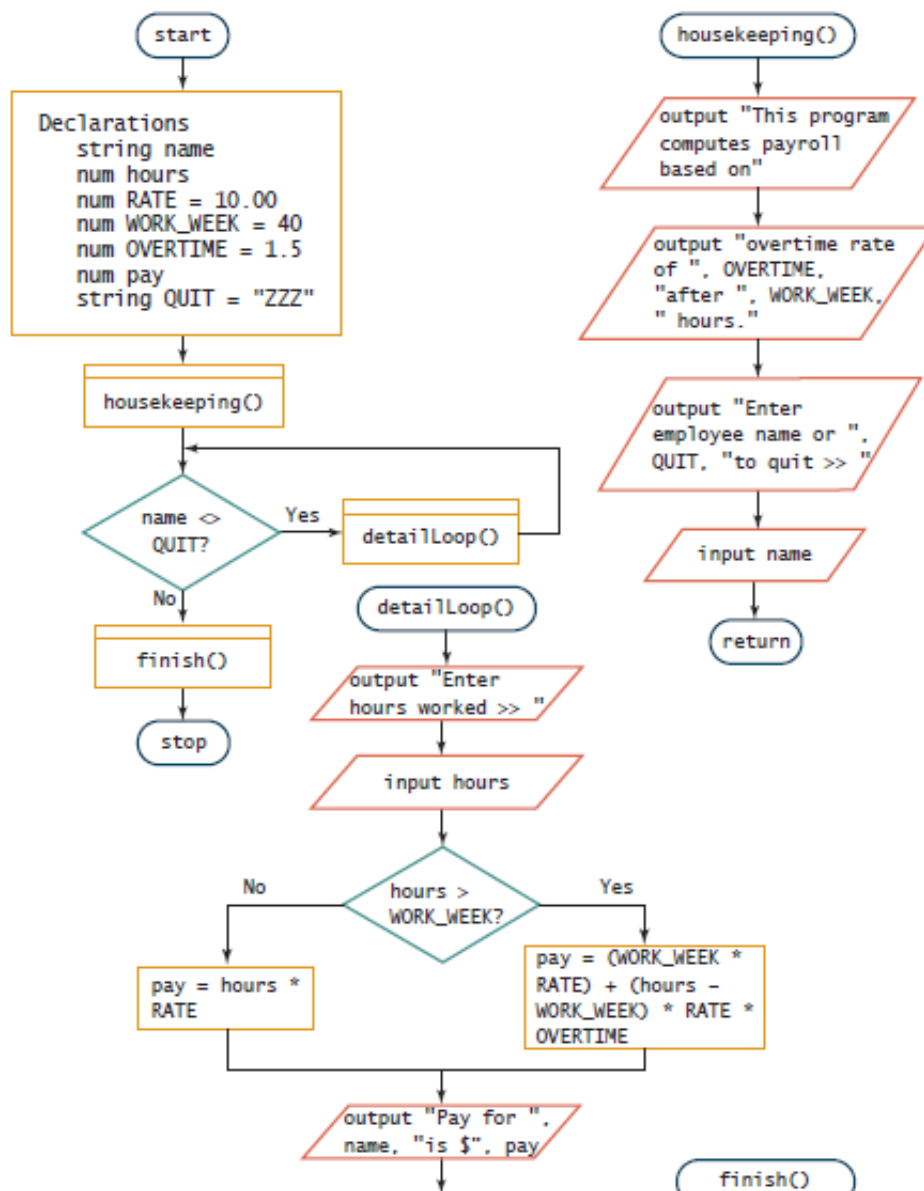 start
Declarations
string name
num hours
num RATE = 10.00
num WORK_WEEK = 40
num OVERTIME = 1.5
num pay
string QUIT = "ZZZ"
housekeeping()
name <>
QUIT?
Yes
detailLoop()
No
finish()
stop
housekeeping()
output "This program
computes payroll
based on"
output "overtime rate
of ", OVERTIME,
"after ", WORK_WEEK,
" hours."
output "Enter
employee name or ",
QUIT, "to quit >> "
input name
return
detailLoop()
output "Enter
hours worked >> "
input hours
hours >
WORK_WEEK?
No
Yes
pay = hours *
RATE
pay = (WORK_WEEK *
RATE) + (hours –
WORK_WEEK) * RATE *
OVERTIME
output "Pay for ",
name, "is $", pay
finish()